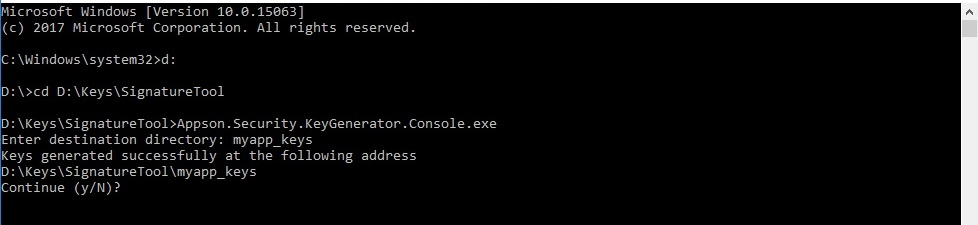 Microsoft Windows [Version 10.0.15063]
(c) 2017 Microsoft Corporation. All rights reserved.
C:\Windows\system32>d:
D:\>cd D:\Keys\SignatureTool
D:\Keys\SignatureTool>Appson.Security.KeyGenerator.Console.exe
Enter destination directory: myapp_keys
Keys generated successfully at the following address
D:\Keys\SignatureTool\myapp_keys
Continue (y/N)?